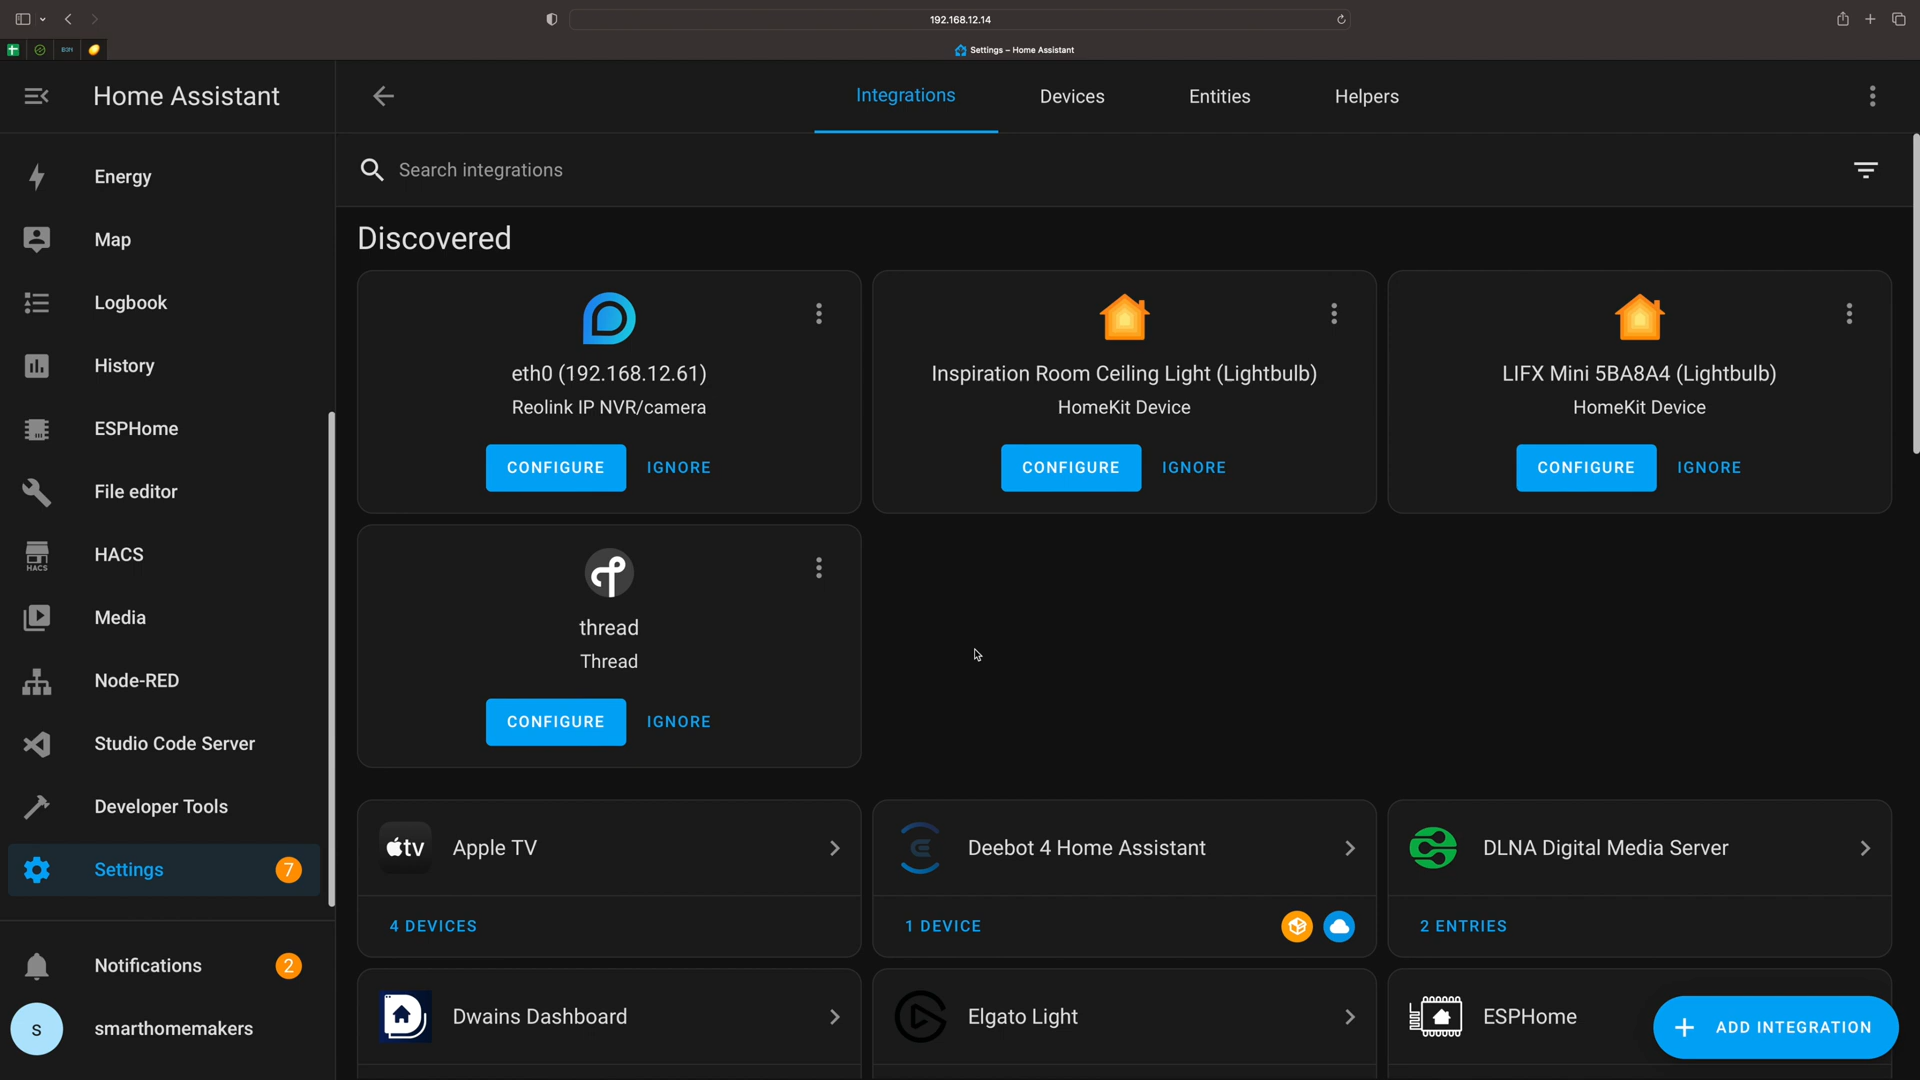 192.168.12.14
BSN
Settings – Home Assistant
Home Assistant
Integrations
Devices
Entities
Helpers
Search integrations
Energy
Map
Logbook
History
ESPHome
File editor
HACS
HACS
Media
Node-RED
Studio Code Server
Developer Tools
Settings
7
Notifications
2
s
smarthomemakers
Discovered
eth0 (192.168.12.61)
Reolink IP NVR/camera
CONFIGURE
IGNORE
Inspiration Room Ceiling Light (Lightbulb)
HomeKit Device
CONFIGURE
IGNORE
LIFX Mini 5BA8A4 (Lightbulb)
HomeKit Device
CONFIGURE
IGNORE
thread
Thread
CONFIGURE
IGNORE
tv
Apple TV
4 DEVICES
Deebot 4 Home Assistant
1 DEVICE
DLNA Digital Media Server
2 ENTRIES
Dwains Dashboard
Elgato Light
ESPHome
ADD INTEGRATION